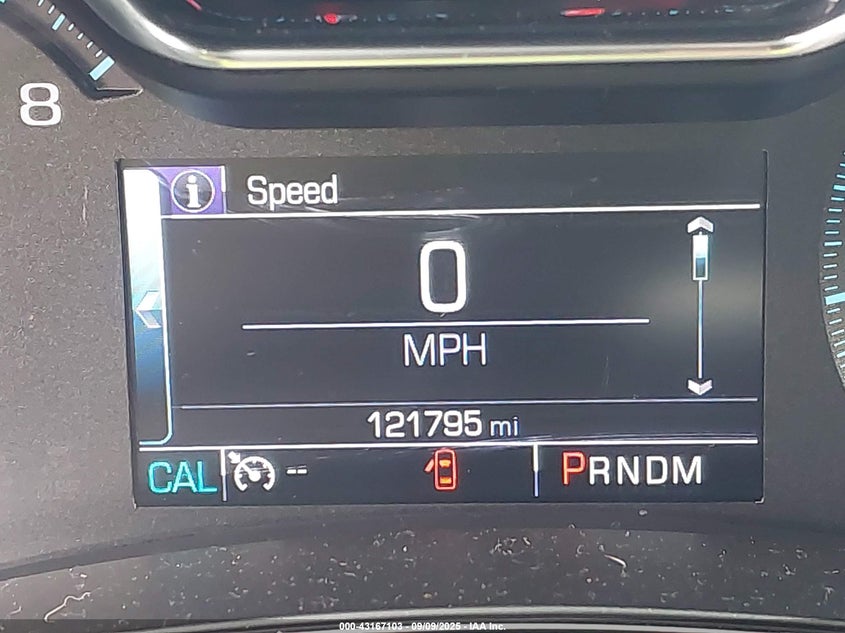 8
Speed
0
MPH
121795 mi
CAL -- PRNDM
000-43167103 - 09/09/2025 - IAA Inc.